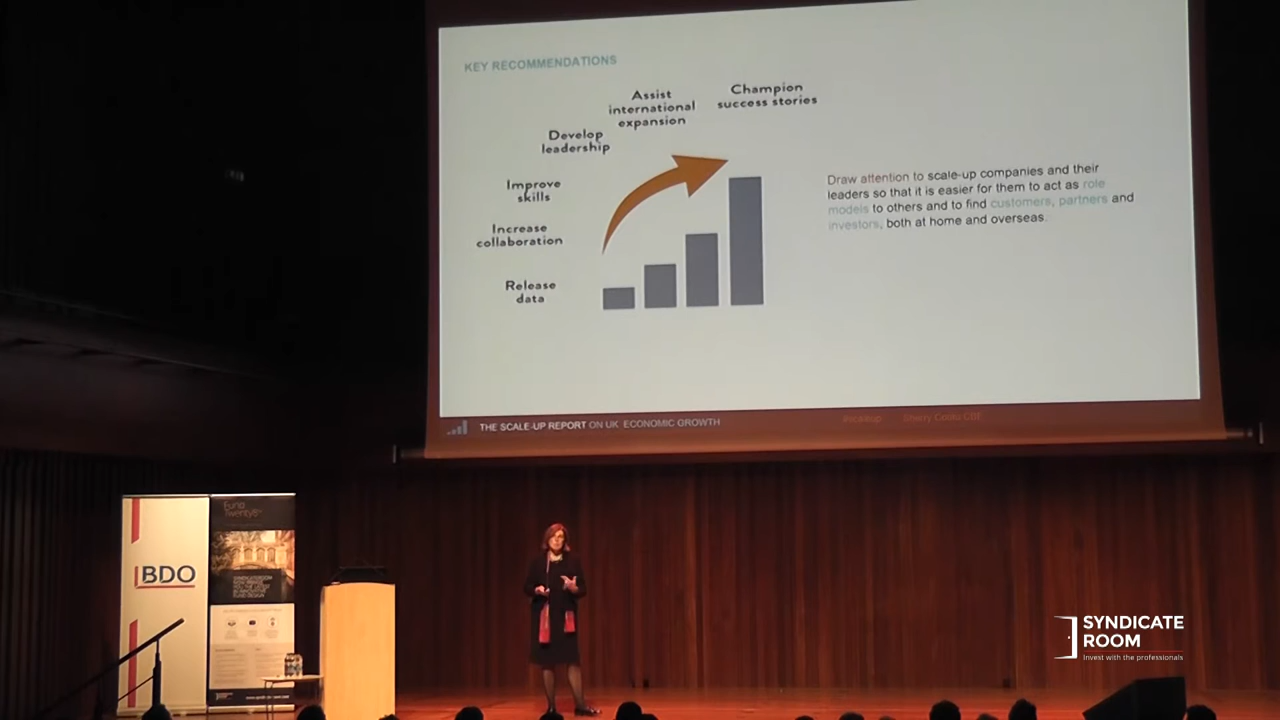 KEY RECOMMENDATIONS
Champion
success stories
Assist
international
expansion
Develop
leadership
Improve
skills
Increase
collaboration
Release
data
Draw attention to scale-up companies and their
leaders so that it is easier for them to act as role
models to others and to find customers, partners and
investors, both at home and overseas.
THE SCALE-UP REPORT ON UK ECONOMIC GROWTH
BDO
Fund
Twenty8
SYNDICATE
ROOM
Invest with the professionals